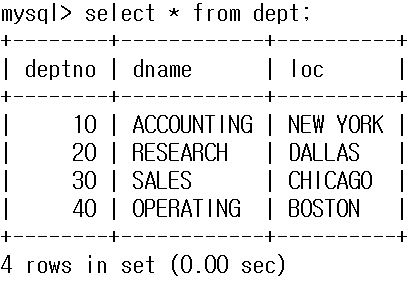 mysql> select * from dept;
+--------+------------+----------+
| deptno | dname      | loc      |
+--------+------------+----------+
|     10 | ACCOUNTING | NEW YORK |
|     20 | RESEARCH   | DALLAS   |
|     30 | SALES      | CHICAGO  |
|     40 | OPERATING  | BOSTON   |
+--------+------------+----------+
4 rows in set (0.00 sec)